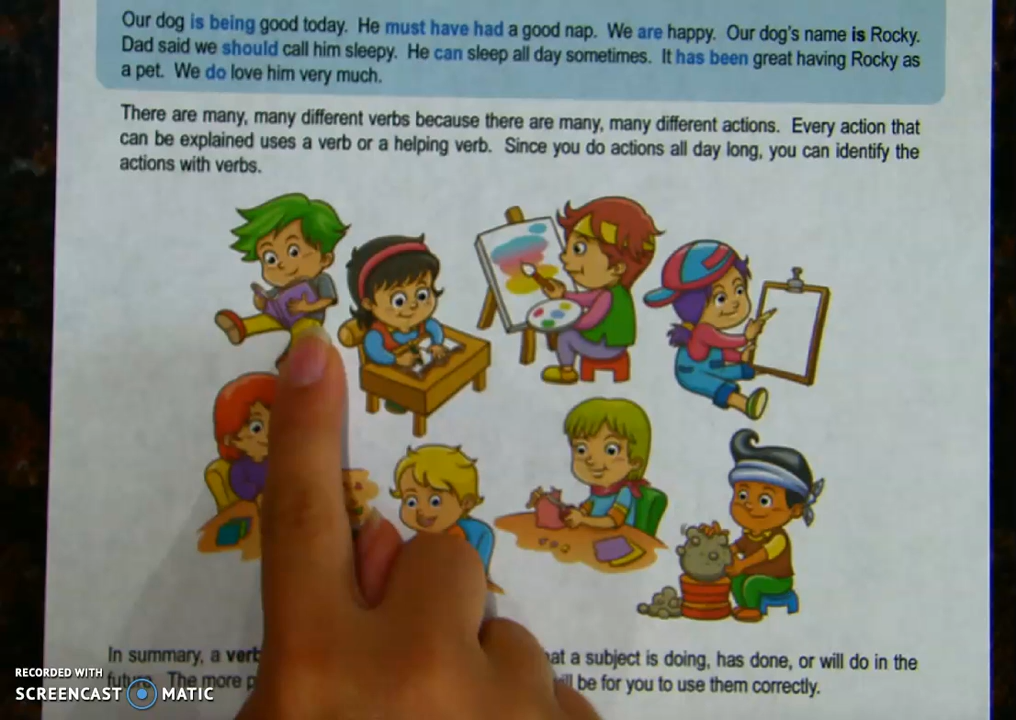 Our dog is being good today. He must have had a good nap. We are happy. Our dog's name is Rocky.
Dad said we should call him sleepy. He can sleep all day sometimes. It has been great having Rocky as
a pet. We do love him very much.
There are many, many different verbs because there are many, many different actions. Every action that
can be explained uses a verb or a helping verb. Since you do actions all day long, you can identify the
actions with verbs.
In summary, a verb a subject is doing, has done, or will do in the
The more be for you to use them correctly.
RECORDED WITH
SCREENCAST MATIC